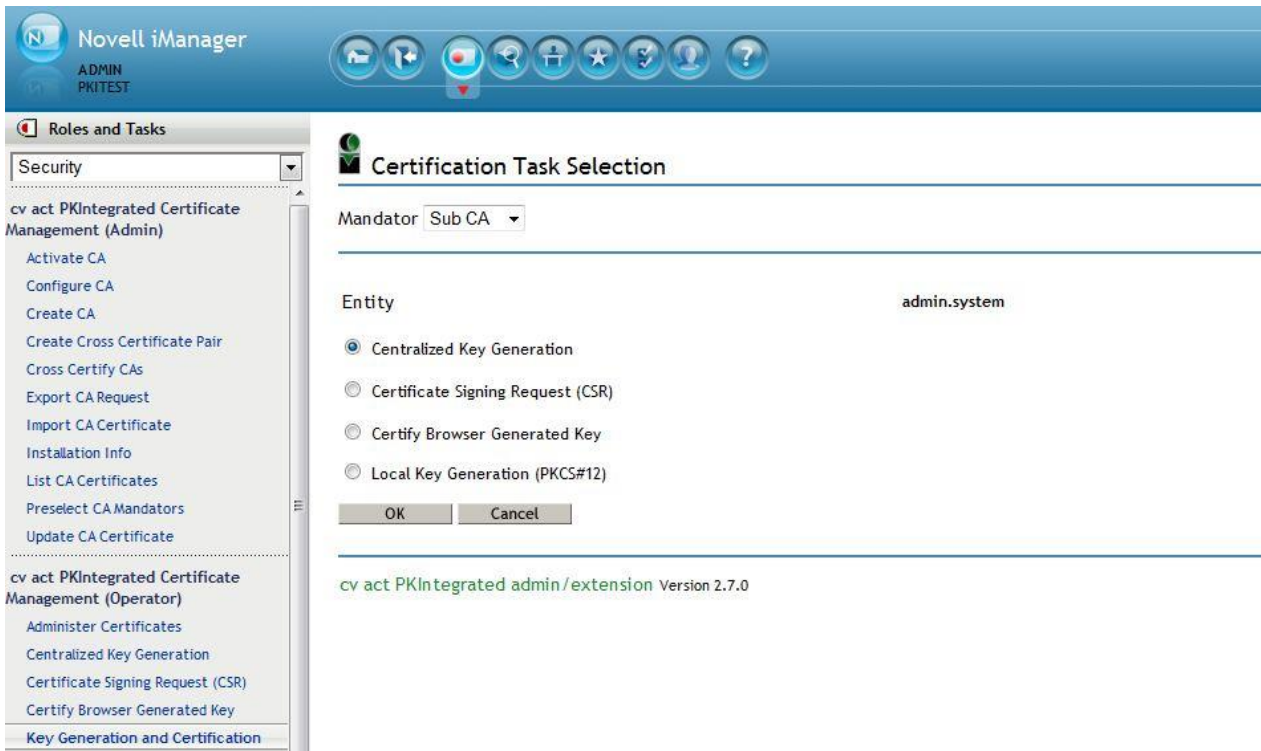 Novell iManager
ADMIN
PKITEST
Roles and Tasks
Security
cv act PKIntegrated Certificate
Management (Admin)
Activate CA
Configure CA
Create CA
Create Cross Certificate Pair
Cross Certify CAs
Export CA Request
Import CA Certificate
Installation Info
List CA Certificates
Preselect CA Mandators
Update CA Certificate
cv act PKIntegrated Certificate
Management (Operator)
Administer Certificates
Centralized Key Generation
Certificate Signing Request (CSR)
Certify Browser Generated Key
Key Generation and Certification
Certification Task Selection
Mandator Sub CA
Entity admin.system
Centralized Key Generation
Certificate Signing Request (CSR)
Certify Browser Generated Key
Local Key Generation (PKCS#12)
OK Cancel
cv act PKIntegrated admin/extension Version 2.7.0